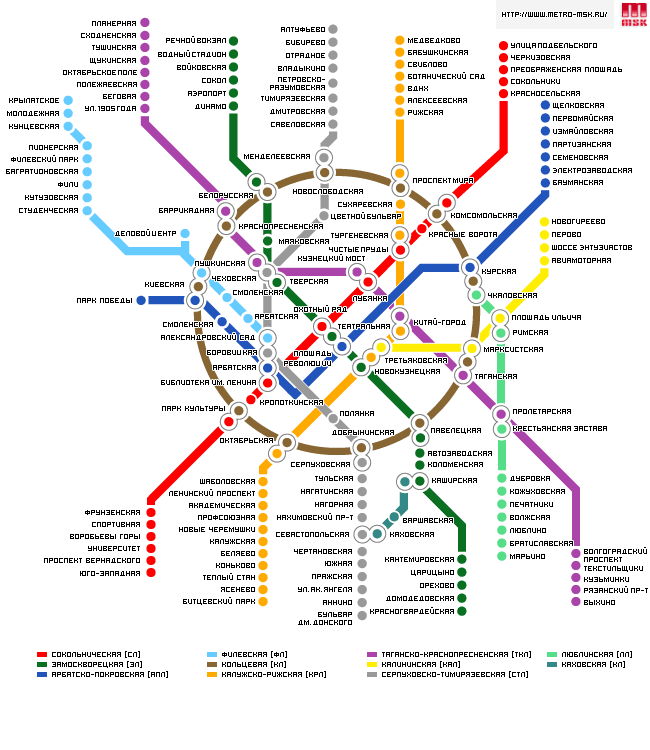 HTTP://WWW.METRO-MSK.RU/
MSK
ПЛАНЕРНАЯ
СХОДНЕНСКАЯ
ТУШИНСКАЯ
ЩУКИНСКАЯ
ОКТЯБРЬСКОЕ ПОЛЕ
ПОЛЕЖАЕВСКАЯ
БЕГОВАЯ
УЛ.1905 ГОДА
РЕЧНОЙ ВОКЗАЛ
ВОДНЫЙ СТАДИОН
ВОЙКОВСКАЯ
СОКОЛ
АЭРОПОРТ
ДИНАМО
АЛТУФЬЕВО
БИБИРЕВО
ОТРАДНОЕ
ВЛАДЫКИНО
ПЕТРОВСКО-
РАЗУМОВСКАЯ
ТИМИРЯЗЕВСКАЯ
ДМИТРОВСКАЯ
САВЕЛОВСКАЯ
МЕНДЕЛЕЕВСКАЯ
МЕДВЕДКОВО
БАБУШКИНСКАЯ
СВИБЛОВО
БОТАНИЧЕСКИЙ САД
ВДНХ
АЛЕКСЕЕВСКАЯ
РИЖСКАЯ
УЛИЦА ПОДБЕЛЬСКОГО
ЧЕРКИЗОВСКАЯ
ПРЕОБРАЖЕНСКАЯ ПЛОЩАДЬ
СОКОЛЬНИКИ
КРАСНОСЕЛЬСКАЯ
ЩЕЛКОВСКАЯ
ПЕРВОМАЙСКАЯ
ИЗМАЙЛОВСКАЯ
ПАРТИЗАНСКАЯ
СЕМЕНОВСКАЯ
ЭЛЕКТРОЗАВОДСКАЯ
БАУМАНСКАЯ
НОВОГИРЕЕВО
ПЕРОВО
ШОССЕ ЭНТУЗИАСТОВ
АВИАМОТОРНАЯ
КРЫЛАТСКОЕ
МОЛОДЕЖНАЯ
КУНЦЕВСКАЯ
ПИОНЕРСКАЯ
ФИЛЕВСКИЙ ПАРК
БАГРАТИОНОВСКАЯ
ФИЛИ
КУТУЗОВСКАЯ
СТУДЕНЧЕСКАЯ
ДЕЛОВОЙ ЦЕНТР
БЕЛОРУССКАЯ
БАРРИКАДНАЯ
КРАСНОПРЕСНЕНСКАЯ
МАЯКОВСКАЯ
НОВОСЛОБОДСКАЯ
ЦВЕТНОЙ БУЛЬВАР
ПРОСПЕКТ МИРА
СУХАРЕВСКАЯ
ТУРГЕНЕВСКАЯ
ЧИСТЫЕ ПРУДЫ
КОМСОМОЛЬСКАЯ
КРАСНЫЕ ВОРОТА
КУЗНЕЦКИЙ МОСТ
ПУШКИНСКАЯ
ЧЕХОВСКАЯ
ТВЕРСКАЯ
ЛУБЯНКА
КУРСКАЯ
ЧКАЛОВСКАЯ
КИЕВСКАЯ
ПАРК ПОБЕДЫ
СМОЛЕНСКАЯ
АРБАТСКАЯ
СМОЛЕНСКАЯ
АЛЕКСАНДРОВСКИЙ САД
ОХОТНЫЙ РЯД
ТЕАТРАЛЬНАЯ
КИТАЙ-ГОРОД
ПЛОЩАДЬ ИЛЬИЧА
РИМСКАЯ
БОРОВИЦКАЯ
ПЛОЩАДЬ
РЕВОЛЮЦИИ
АРБАТСКАЯ
БИБЛИОТЕКА ИМ. ЛЕНИНА
ТРЕТЬЯКОВСКАЯ
НОВОКУЗНЕЦКАЯ
МАРКСИСТСКАЯ
ТАГАНСКАЯ
КРОПОТКИНСКАЯ
ПАРК КУЛЬТУРЫ
ПОЛЯНКА
ПРОЛЕТАРСКАЯ
КРЕСТЬЯНСКАЯ ЗАСТАВА
ОКТЯБРЬСКАЯ
ДОБРЫНИНСКАЯ
ПАВЕЛЕЦКАЯ
СЕРПУХОВСКАЯ
АВТОЗАВОДСКАЯ
КОЛОМЕНСКАЯ
КАШИРСКАЯ
ВАРШАВСКАЯ
КАХОВСКАЯ
ШАБОЛОВСКАЯ
ЛЕНИНСКИЙ ПРОСПЕКТ
АКАДЕМИЧЕСКАЯ
ПРОФСОЮЗНАЯ
НОВЫЕ ЧЕРЕМУШКИ
КАЛУЖСКАЯ
БЕЛЯЕВО
КОНЬКОВО
ТЕПЛЫЙ СТАН
ЯСЕНЕВО
БИТЦЕВСКИЙ ПАРК
ТУЛЬСКАЯ
НАГАТИНСКАЯ
НАГОРНАЯ
НАХИМОВСКИЙ ПР-Т
СЕВАСТОПОЛЬСКАЯ
ЧЕРТАНОВСКАЯ
ЮЖНАЯ
ПРАЖСКАЯ
УЛ.АК.ЯНГЕЛЯ
АННИНО
БУЛЬВАР
ДМ.ДОНСКОГО
ФРУНЗЕНСКАЯ
СПОРТИВНАЯ
ВОРОБЬЕВЫ ГОРЫ
УНИВЕРСИТЕТ
ПРОСПЕКТ ВЕРНАДСКОГО
ЮГО-ЗАПАДНАЯ
КАНТЕМИРОВСКАЯ
ЦАРИЦЫНО
ОРЕХОВО
ДОМОДЕДОВСКАЯ
КРАСНОГВАРДЕЙСКАЯ
ДУБРОВКА
КОЖУХОВСКАЯ
ПЕЧАТНИКИ
ВОЛЖСКАЯ
ЛЮБЛИНО
БРАТИСЛАВСКАЯ
МАРЬИНО
ВОЛГОГРАДСКИЙ
ПРОСПЕКТ
ТЕКСТИЛЬЩИКИ
КУЗЬМИНКИ
РЯЗАНСКИЙ ПР-Т
ВЫХИНО
СОКОЛЬНИЧЕСКАЯ [СЛ]
ЗАМОСКВОРЕЦКАЯ [ЗЛ]
АРБАТСКО-ПОКРОВСКАЯ [АПЛ]
ФИЛЕВСКАЯ [ФЛ]
КОЛЬЦЕВАЯ [КЛ]
КАЛУЖСКО-РИЖСКАЯ [КРЛ]
ТАГАНСКО-КРАСНОПРЕСНЕНСКАЯ [ТКЛ]
КАЛИНИНСКАЯ [КАЛ]
СЕРПУХОВСКО-ТИМИРЯЗЕВСКАЯ [СТЛ]
ЛЮБЛИНСКАЯ [ЛЛ]
КАХОВСКАЯ [КЛ]